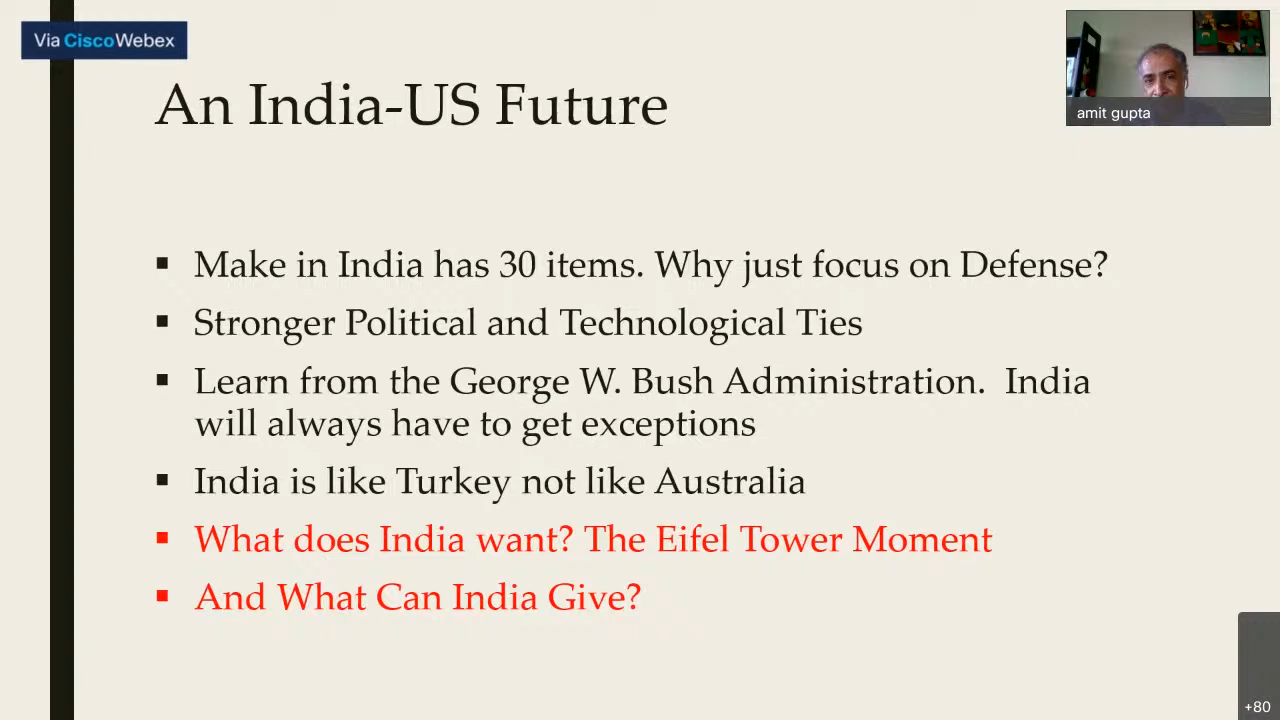 Via CiscoWebex
amit gupta
An India-US Future
▪ Make in India has 30 items. Why just focus on Defense?
▪ Stronger Political and Technological Ties
▪ Learn from the George W. Bush Administration.  India
will always have to get exceptions
▪ India is like Turkey not like Australia
▪ What does India want? The Eifel Tower Moment
▪ And What Can India Give?
+80